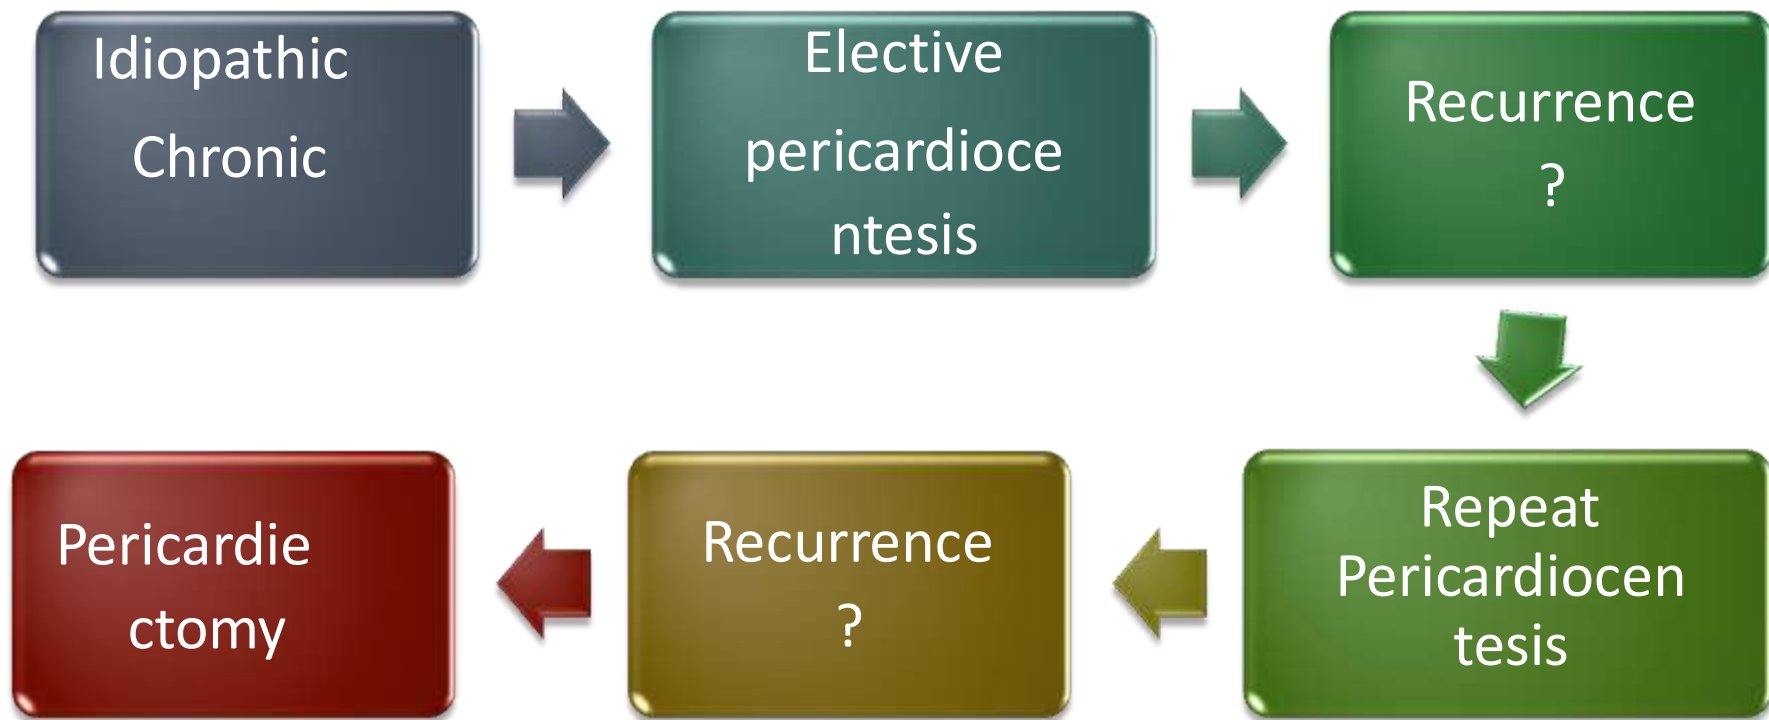 Idiopathic
Chronic
Elective
pericardioce
ntesis
Recurrence
?
Repeat
Pericardiocen
tesis
Recurrence
?
Pericardie
ctomy